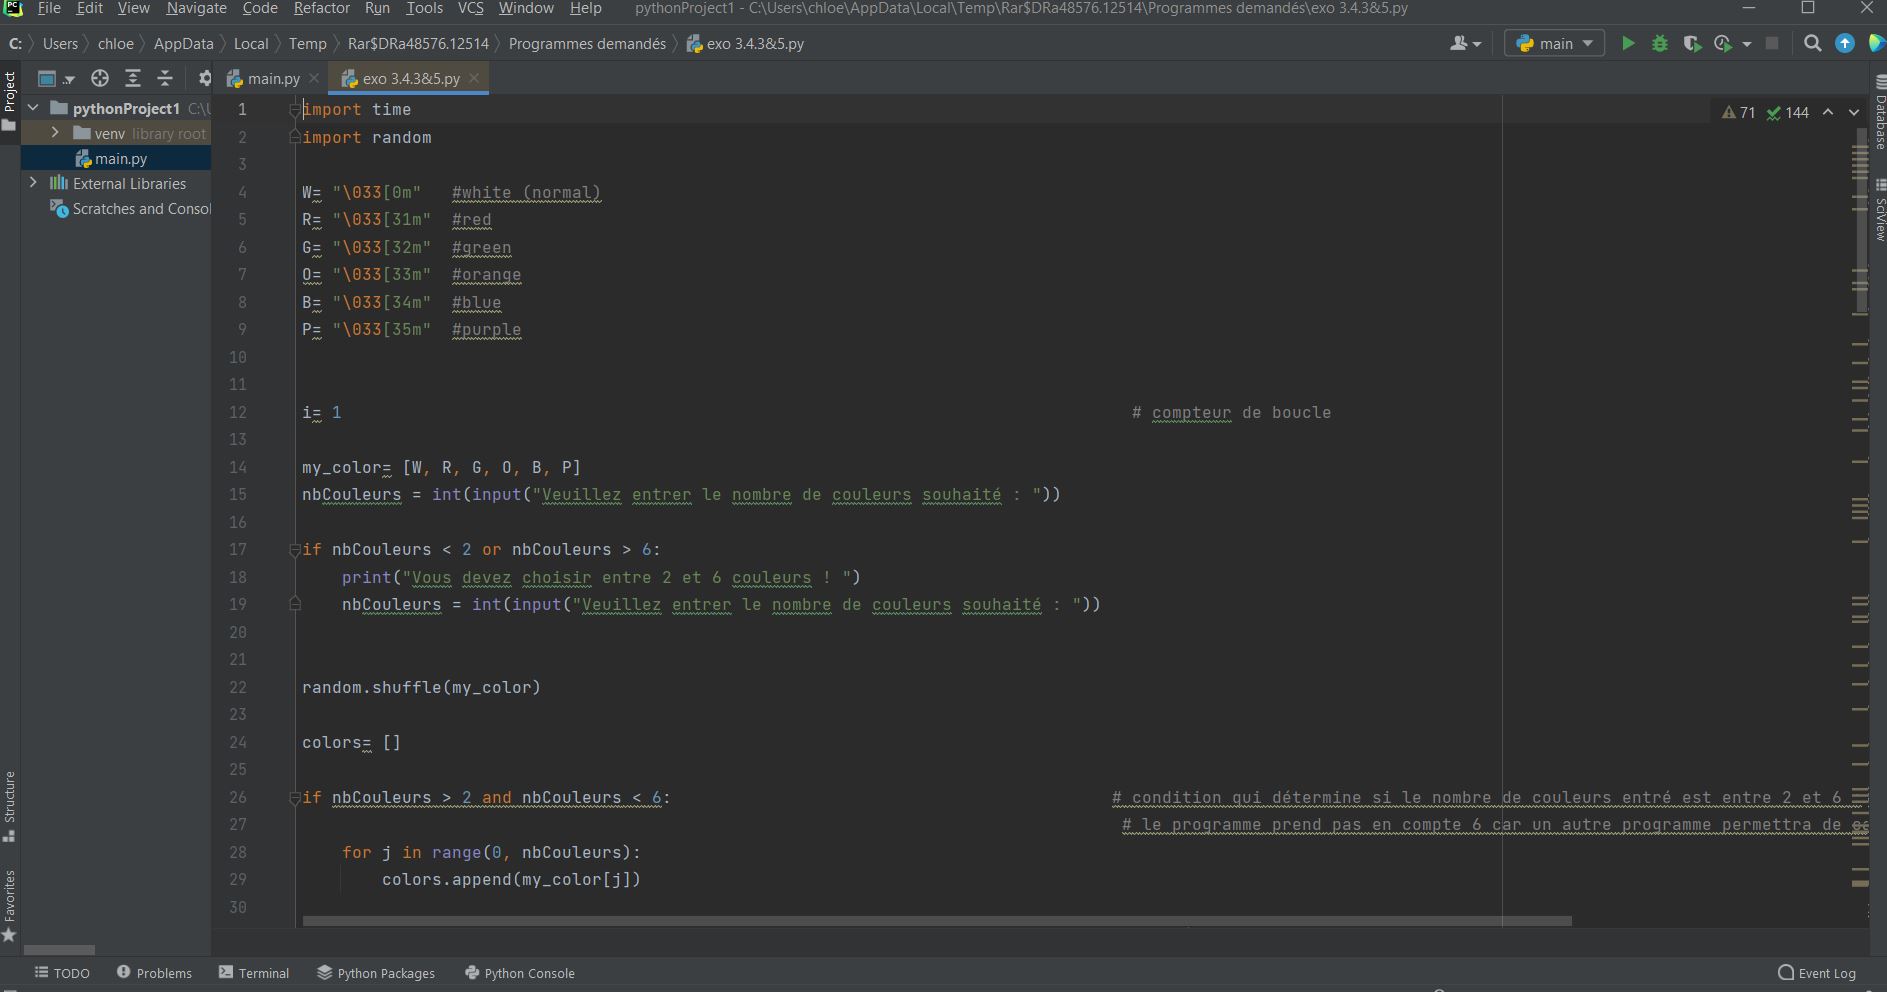 File Edit View Navigate Code Refactor Run Tools VCS Window Help pythonProject1 - C:\Users\chloe\AppData\Local\Temp\Rar$DRa48576.12514\Programmes demandés\exo 3.4.3&5.py
C: Users chloe AppData Local Temp Rar$DRa48576.12514 Programmes demandés exo 3.4.3&5.py main
Project
main.py exo 3.4.3&5.py
pythonProject1 C:\U
venv library root
main.py
External Libraries
Scratches and Consol
71 144
Database
SciView
1 import time
2 import random
3
4 W= "\033[0m" #white (normal)
5 R= "\033[31m" #red
6 G= "\033[32m" #green
7 O= "\033[33m" #orange
8 B= "\033[34m" #blue
9 P= "\033[35m" #purple
10
11
12 i= 1 # compteur de boucle
13
14 my_color= [W, R, G, O, B, P]
15 nbCouleurs = int(input("Veuillez entrer le nombre de couleurs souhaité : "))
16
17 if nbCouleurs < 2 or nbCouleurs > 6:
18 print("Vous devez choisir entre 2 et 6 couleurs ! ")
19 nbCouleurs = int(input("Veuillez entrer le nombre de couleurs souhaité : "))
20
21
22 random.shuffle(my_color)
23
24 colors= []
25
26 if nbCouleurs > 2 and nbCouleurs < 6: # condition qui détermine si le nombre de couleurs entré est entre 2 et 6
27 # le programme prend pas en compte 6 car un autre programme permettra de
28 for j in range(0, nbCouleurs):
29 colors.append(my_color[j])
30
Structure
Favorites
TODO Problems Terminal Python Packages Python Console Event Log